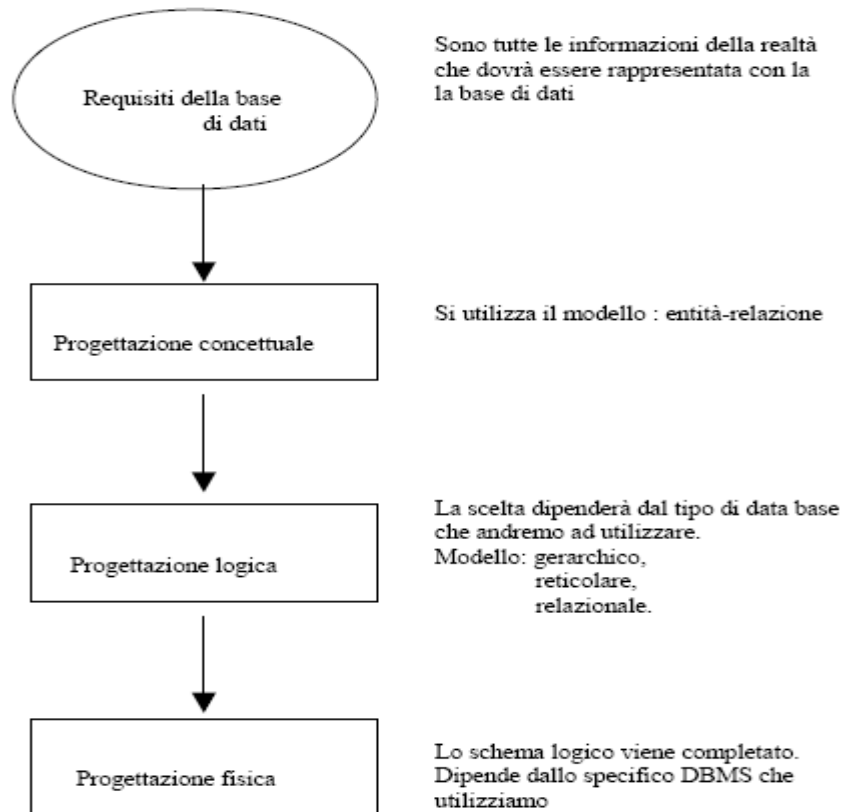 Requisiti della base
di dati
Sono tutte le informazioni della realtà
che dovrà essere rappresentata con la
la base di dati
Progettazione concettuale
Si utilizza il modello : entità-relazione
Progettazione logica
La scelta dipenderà dal tipo di data base
che andremo ad utilizzare.
Modello: gerarchico,
reticolare,
relazionale.
Progettazione fisica
Lo schema logico viene completato.
Dipende dallo specifico DBMS che
utilizziamo